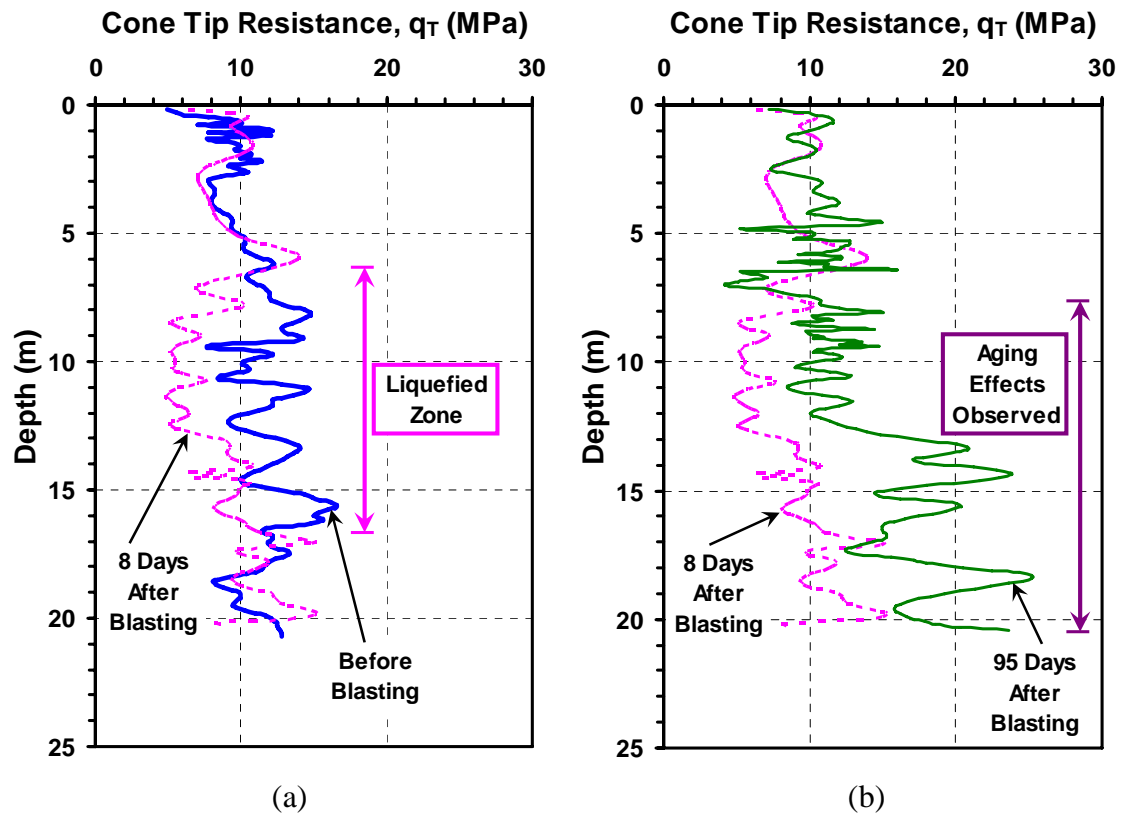 Cone Tip Resistance, qT (MPa)
0 10 20 30
0
5
10
15
20
25
Depth (m)
Liquefied
Zone
8 Days
After
Blasting
Before
Blasting
(a)
Cone Tip Resistance, qT (MPa)
0 10 20 30
0
5
10
15
20
25
Depth (m)
Aging
Effects
Observed
8 Days
After
Blasting
95 Days
After
Blasting
(b)